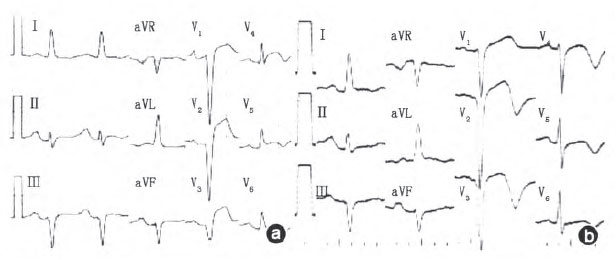 I aVR V₁ V₄
II aVL V₂ V₅
III aVF V₃ V₆
a
I aVR V₁ V₄
II aVL V₂ V₅
III aVF V₃ V₆
b